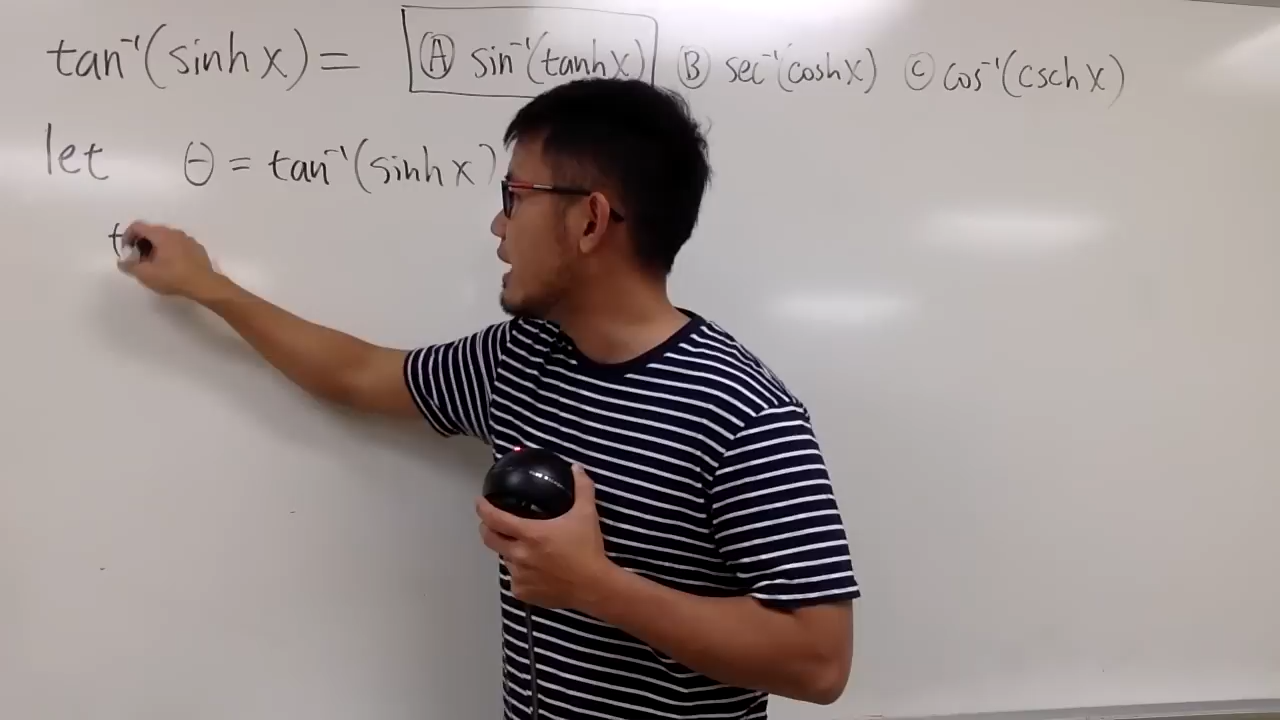 tan⁻¹(sinh x) = Ⓐ sin⁻¹(tanh x) Ⓑ sec⁻¹(cosh x) Ⓒ cos⁻¹(csch x)
let θ = tan⁻¹(sinh x)
t